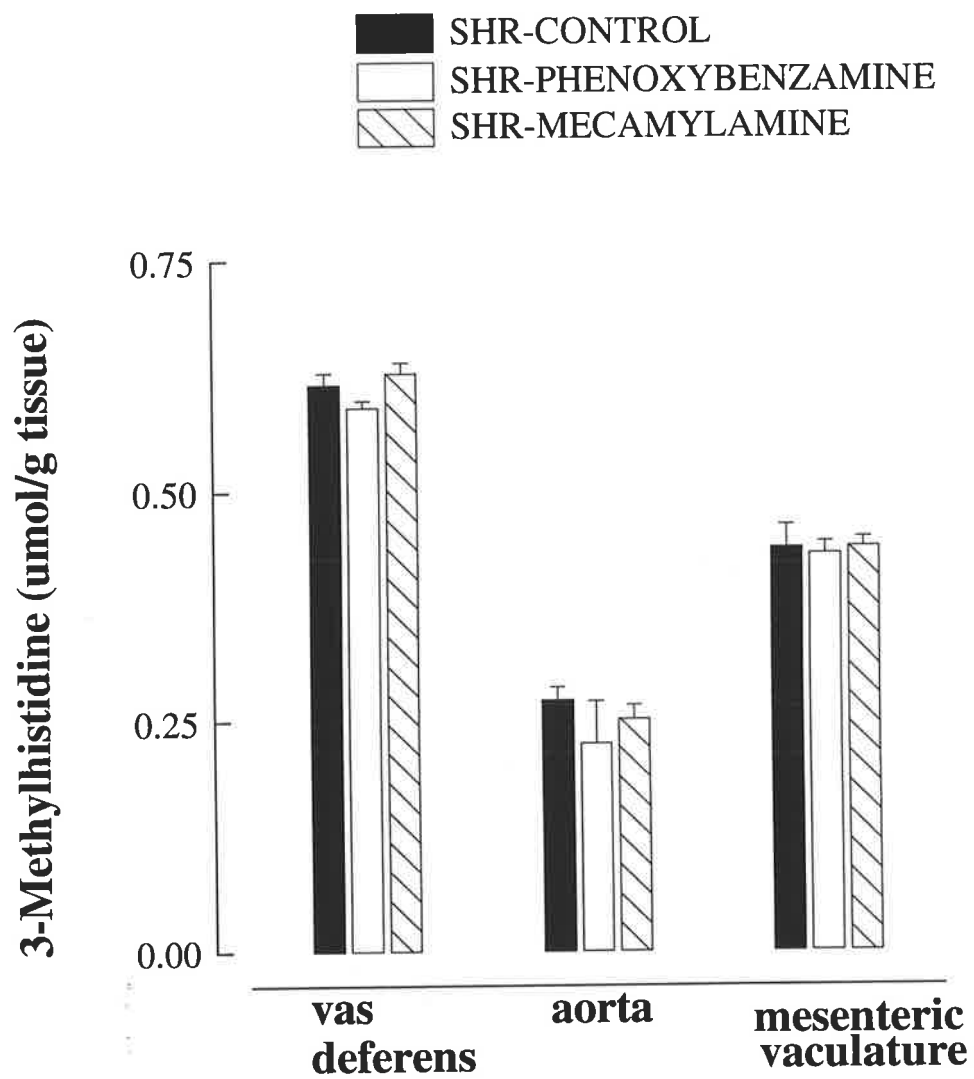 SHR-CONTROL
SHR-PHENOXYBENZAMINE
SHR-MECAMYLAMINE
3-Methylhistidine (umol/g tissue)
0.75
0.50
0.25
0.00
vas
deferens
aorta
mesenteric
vaculature